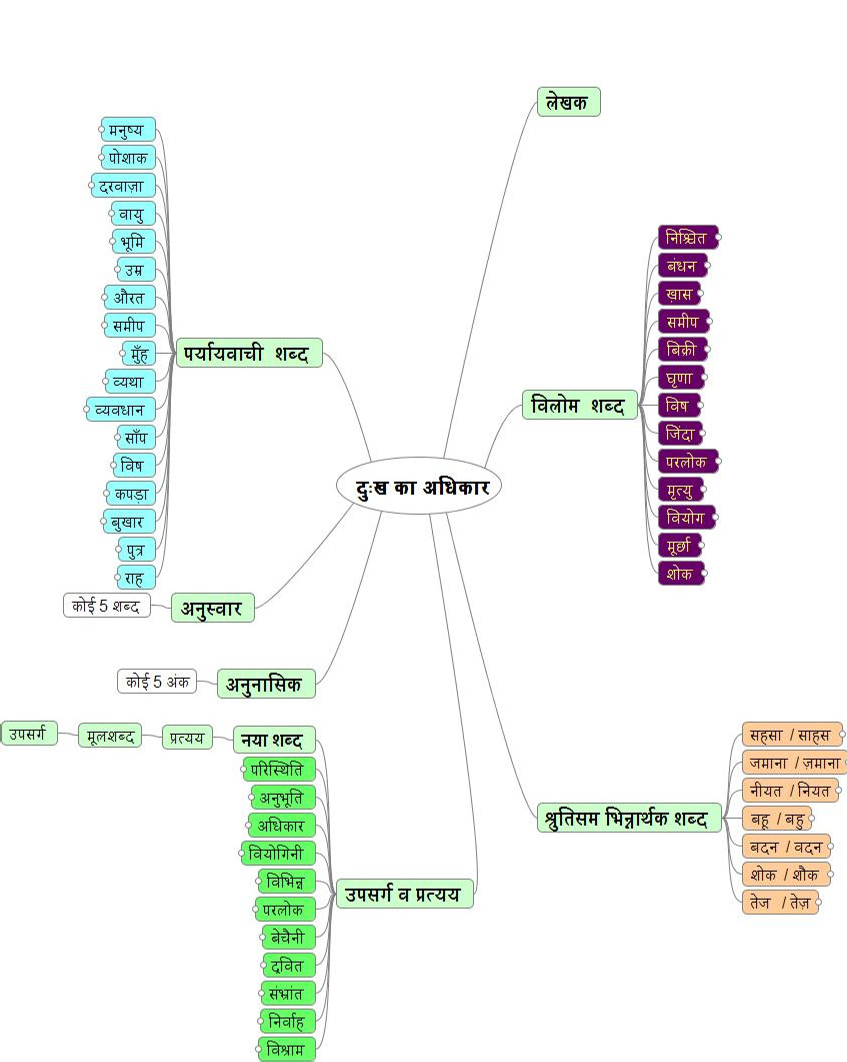 दुःख का अधिकार
लेखक
विलोम शब्द
निश्चित
बंधन
खास
समीप
बिक्री
घृणा
विष
जिंदा
परलोक
मृत्यु
वियोग
मूर्छा
शोक
श्रुतिसम भिन्नार्थक शब्द
सहसा / साहस
जमाना / ज़माना
नीयत / नियत
बहू / बहु
बदन / वदन
शोक / शौक
तेज / तेज़
पर्यायवाची शब्द
मनुष्य
पोशाक
दरवाज़ा
वायु
भूमि
उम्र
औरत
समीप
मुँह
व्यथा
व्यवधान
साँप
विष
कपड़ा
बुखार
पुत्र
राह
अनुस्वार
कोई 5 शब्द
अनुनासिक
कोई 5 अंक
उपसर्ग व प्रत्यय
नया शब्द
प्रत्यय
मूलशब्द
उपसर्ग
परिस्थिति
अनुभूति
अधिकार
वियोगिनी
विभिन्न
परलोक
बेचैनी
द्रवित
संभ्रांत
निर्वाह
विश्राम